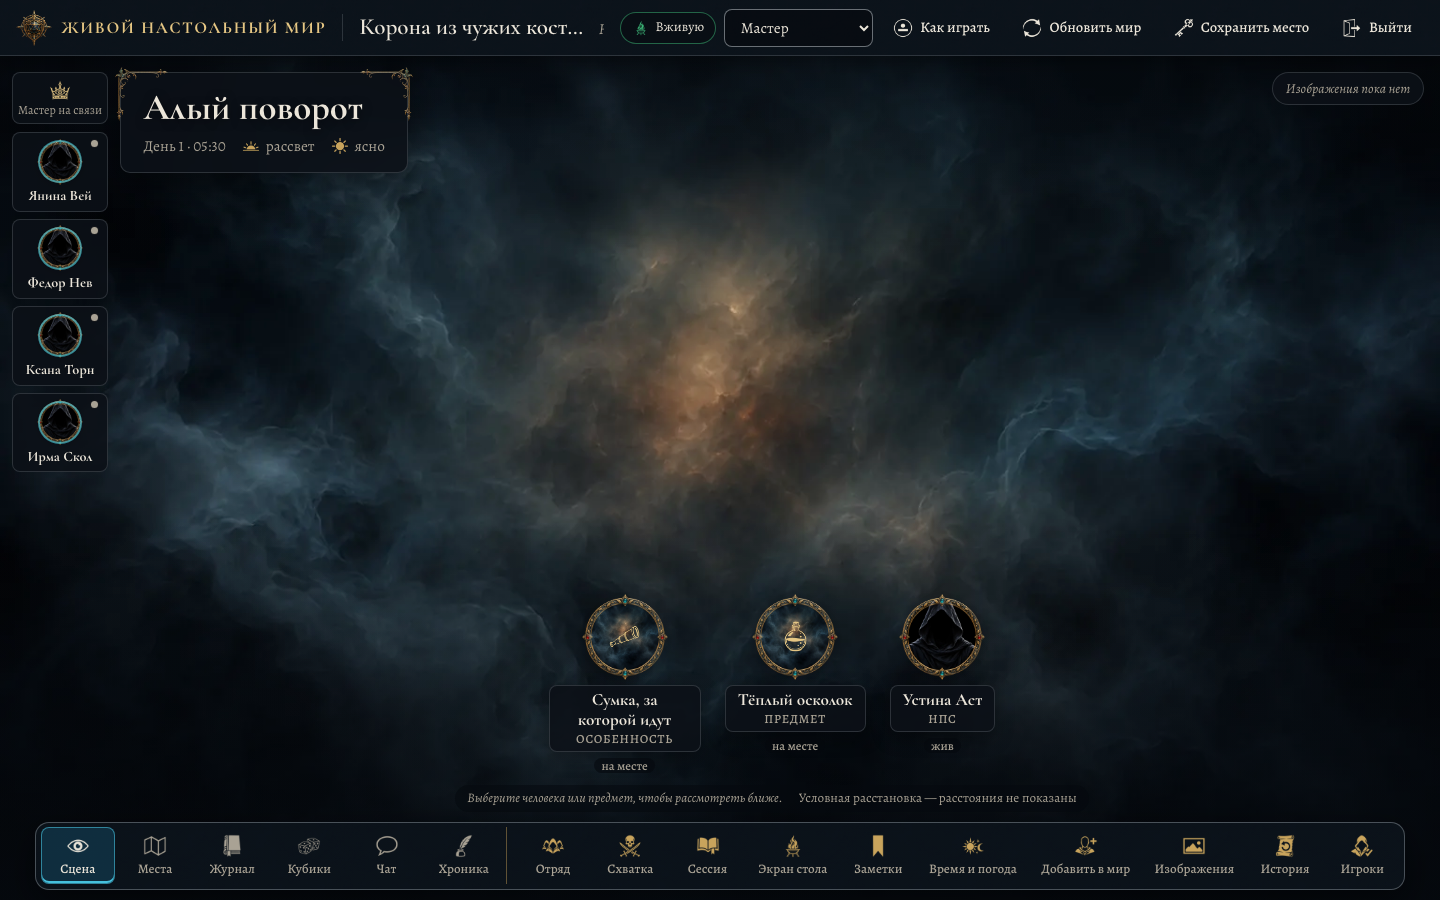 ЖИВОЙ НАСТОЛЬНЫЙ МИР
Корона из чужих кост...
Вживую
Мастер
Как играть
Обновить мир
Сохранить место
Выйти
Мастер на связи
Алый поворот
День 1 · 05:30 рассвет ясно
Изображения пока нет
Янина Вей
Федор Нев
Ксана Торн
Ирма Скол
Сумка, за
которой идут
ОСОБЕННОСТЬ
на месте
Тёплый осколок
ПРЕДМЕТ
на месте
Устина Аст
НПС
жив
Выберите человека или предмет, чтобы рассмотреть ближе. Условная расстановка — расстояния не показаны
Сцена
Места
Журнал
Кубики
Чат
Хроника
Отряд
Схватка
Сессия
Экран стола
Заметки
Время и погода
Добавить в мир
Изображения
История
Игроки